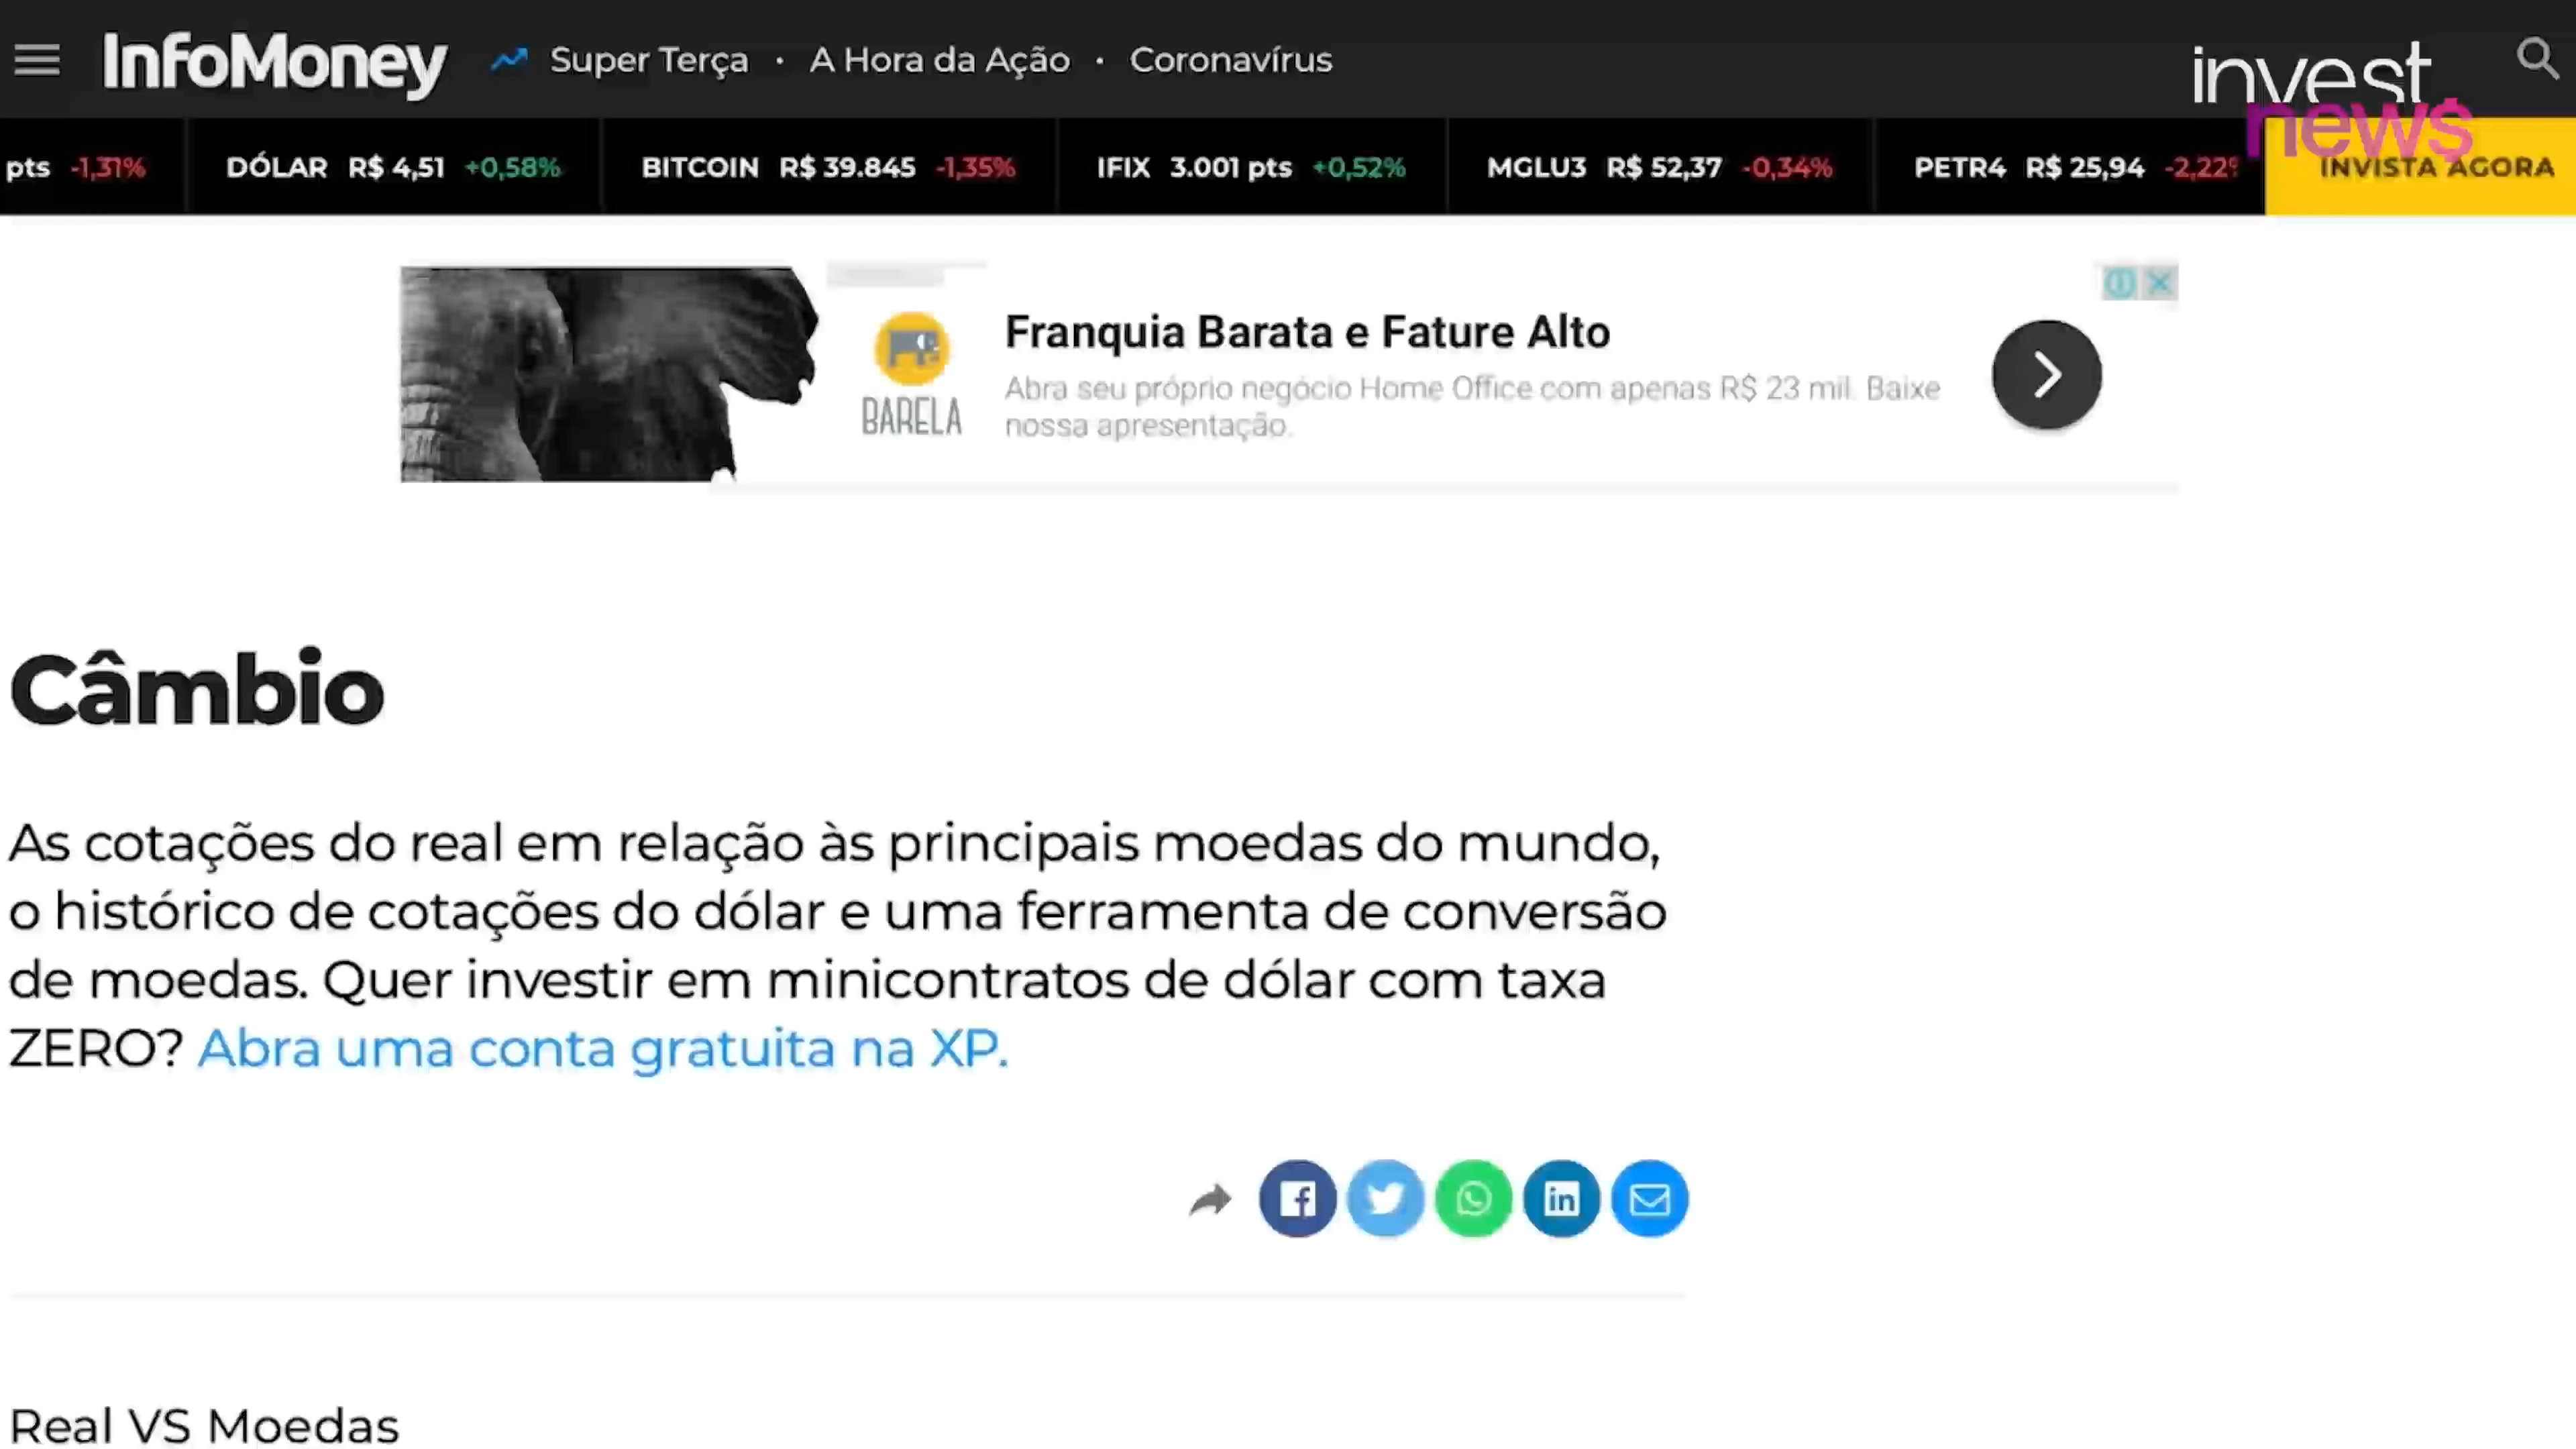 InfoMoney Super Terça · A Hora da Ação · Coronavírus
invest
news
pts -1,31% DÓLAR R$ 4,51 +0,58% BITCOIN R$ 39.845 -1,35% IFIX 3.001 pts +0,52% MGLU3 R$ 52,37 -0,34% PETR4 R$ 25,94 -2,22% INVISTA AGORA
Franquia Barata e Fature Alto
Abra seu próprio negócio Home Office com apenas R$ 23 mil. Baixe
nossa apresentação.
BARELA
Câmbio
As cotações do real em relação às principais moedas do mundo,
o histórico de cotações do dólar e uma ferramenta de conversão
de moedas. Quer investir em minicontratos de dólar com taxa
ZERO? Abra uma conta gratuita na XP.
Real VS Moedas